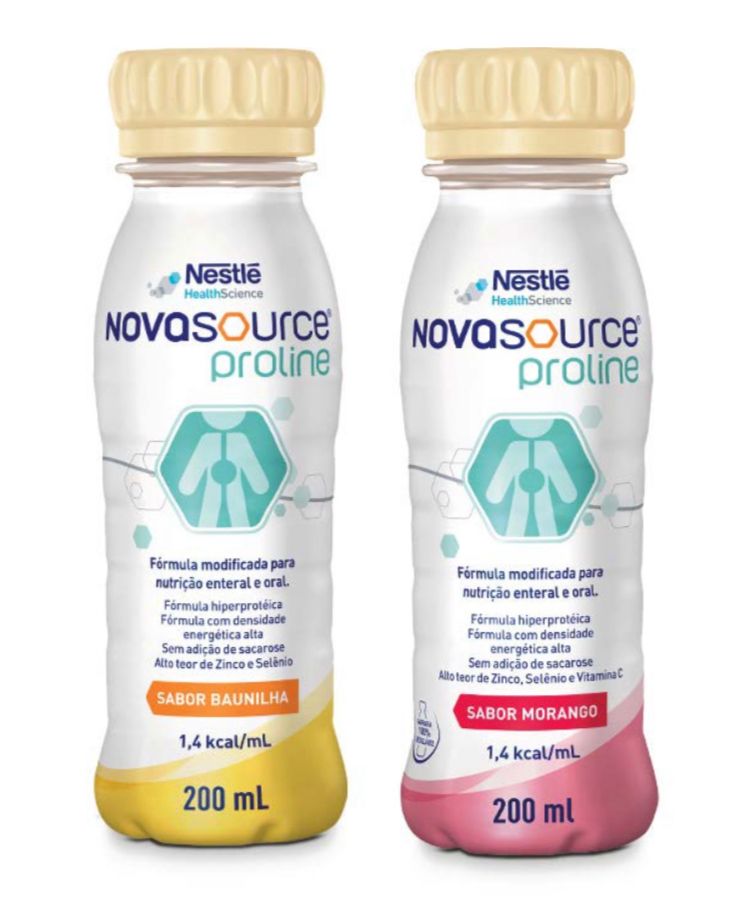 Nestlé
HealthScience
NOVASOURCE®
proline
Fórmula modificada para
nutrição enteral e oral.
Fórmula hiperprotéica
Fórmula com densidade
energética alta
Sem adição de sacarose
Alto teor de Zinco e Selênio
SABOR BAUNILHA
1,4 kcal/mL
200 mL
Nestlé
HealthScience
NOVASOURCE®
proline
Fórmula modificada para
nutrição enteral e oral.
Fórmula hiperprotéica
Fórmula com densidade
energética alta
Sem adição de sacarose
Alto teor de Zinco, Selênio e Vitamina C
SABOR MORANGO
100%
1,4 kcal/mL
200 mL